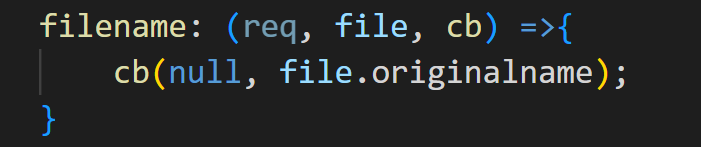 filename: (req, file, cb) =>{
    cb(null, file.originalname);
}